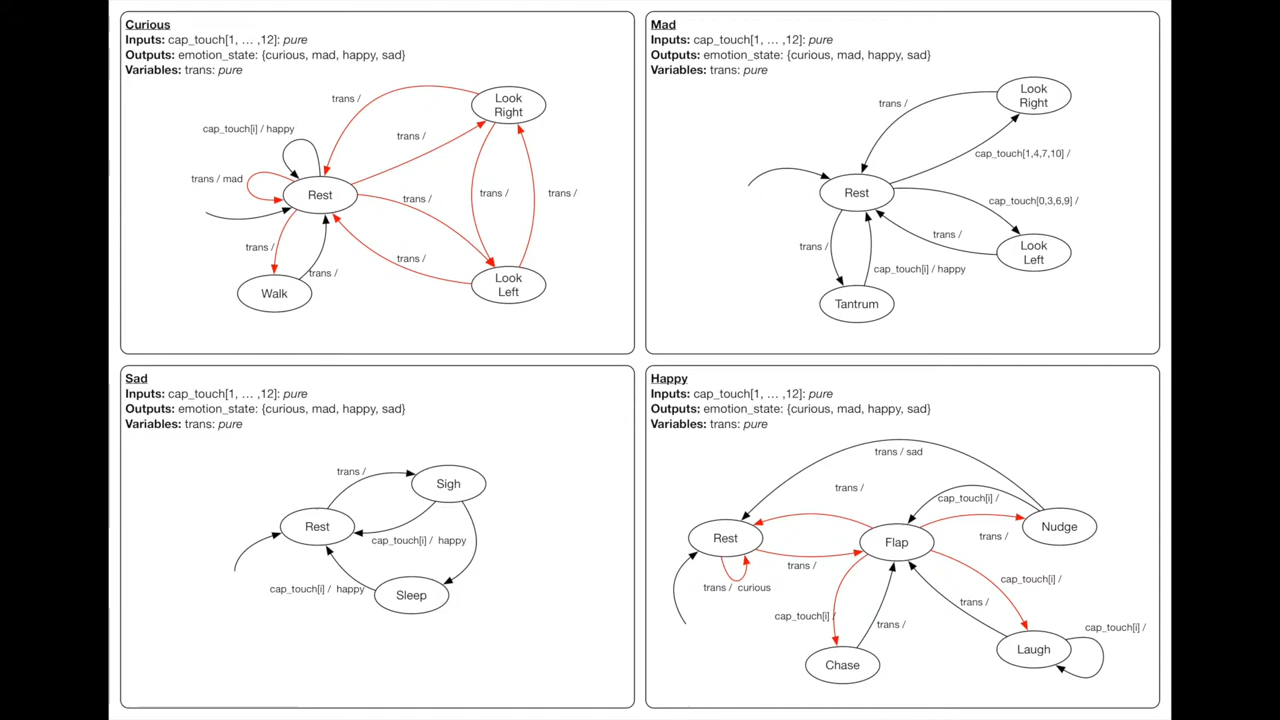 Curious
Inputs: cap_touch[1, … ,12]: pure
Outputs: emotion_state: {curious, mad, happy, sad}
Variables: trans: pure
trans /
Look
Right
cap_touch[i] / happy
trans /
trans / mad
Rest
trans /
trans /
trans /
trans /
trans /
trans /
Walk
Look
Left
Mad
Inputs: cap_touch[1, … ,12]: pure
Outputs: emotion_state: {curious, mad, happy, sad}
Variables: trans: pure
Look
Right
trans /
cap_touch[1,4,7,10] /
Rest
cap_touch[0,3,6,9] /
trans /
trans /
Look
Left
cap_touch[i] / happy
Tantrum
Sad
Inputs: cap_touch[1, … ,12]: pure
Outputs: emotion_state: {curious, mad, happy, sad}
Variables: trans: pure
trans /
Sigh
Rest
cap_touch[i] / happy
cap_touch[i] / happy
Sleep
Happy
Inputs: cap_touch[1, … ,12]: pure
Outputs: emotion_state: {curious, mad, happy, sad}
Variables: trans: pure
trans / sad
trans /
cap_touch[i] /
Rest
Flap
Nudge
trans /
trans /
trans / curious
cap_touch[i] /
trans /
cap_touch[i] /
trans /
cap_touch[i] /
Chase
Laugh